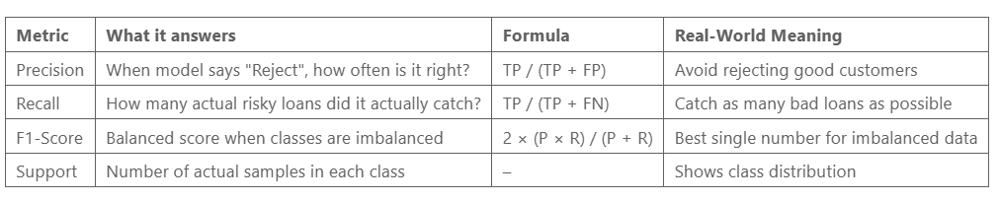 Metric What it answers Formula Real-World Meaning
Precision When model says "Reject", how often is it right? TP / (TP + FP) Avoid rejecting good customers
Recall How many actual risky loans did it actually catch? TP / (TP + FN) Catch as many bad loans as possible
F1-Score Balanced score when classes are imbalanced 2 × (P × R) / (P + R) Best single number for imbalanced data
Support Number of actual samples in each class – Shows class distribution